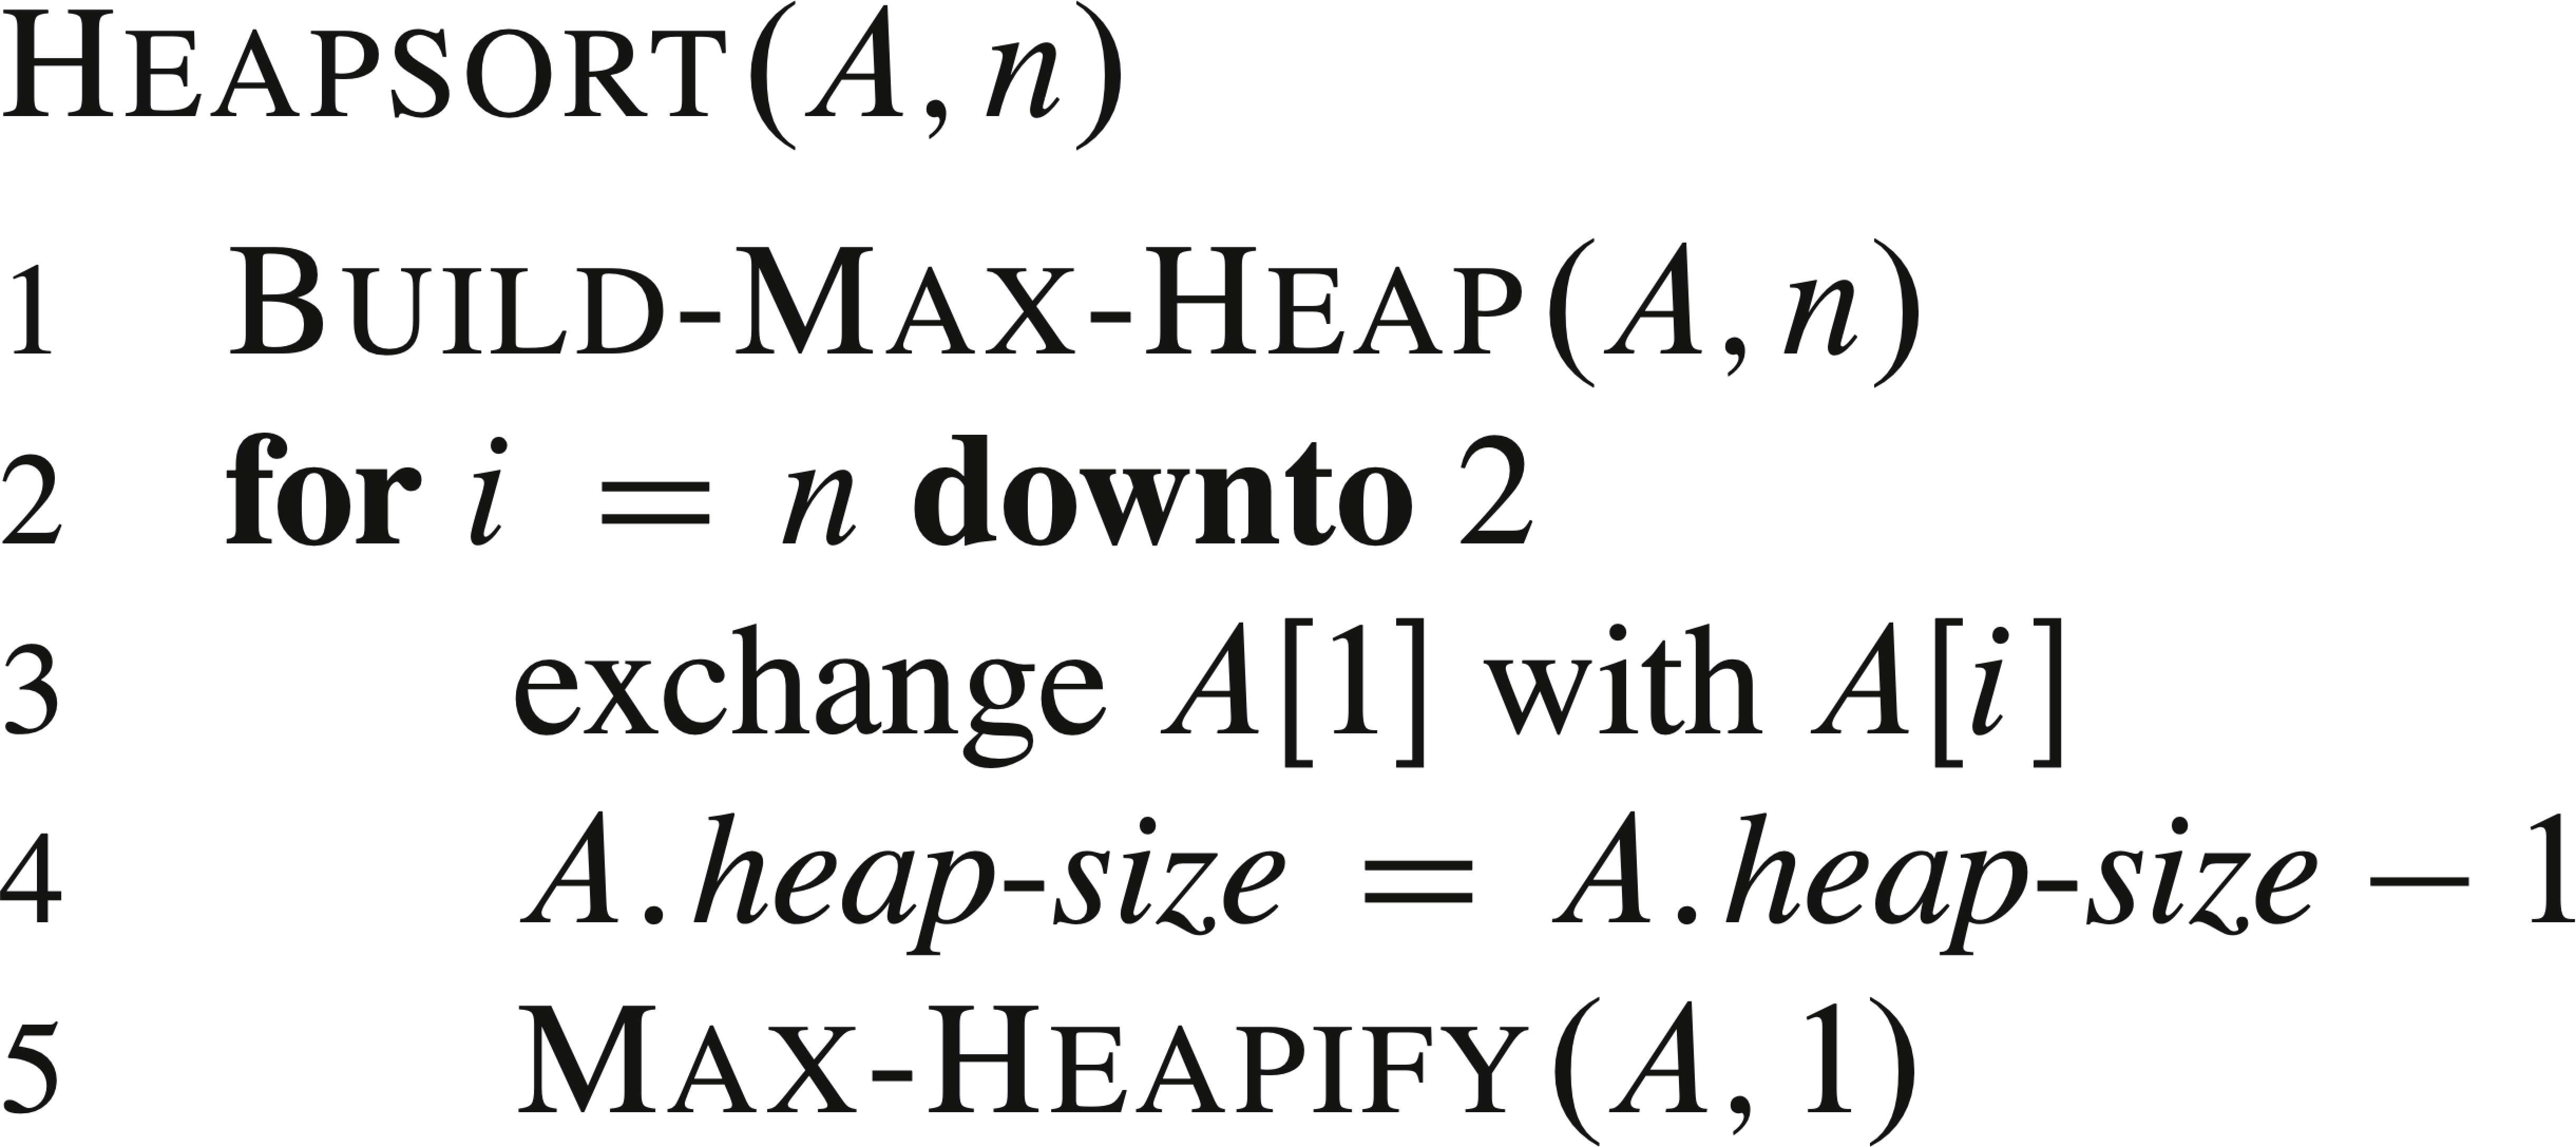 HEAPSORT(A, n)
1 BUILD-MAX-HEAP(A, n)
2 for i = n downto 2
3 exchange A[1] with A[i]
4 A.heap-size = A.heap-size − 1
5 MAX-HEAPIFY(A, 1)